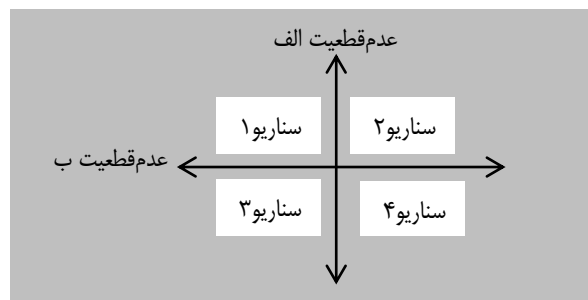 عدم‌قطعیت الف
سناریو۱
سناریو۲
عدم‌قطعیت ب
سناریو۳
سناریو۴